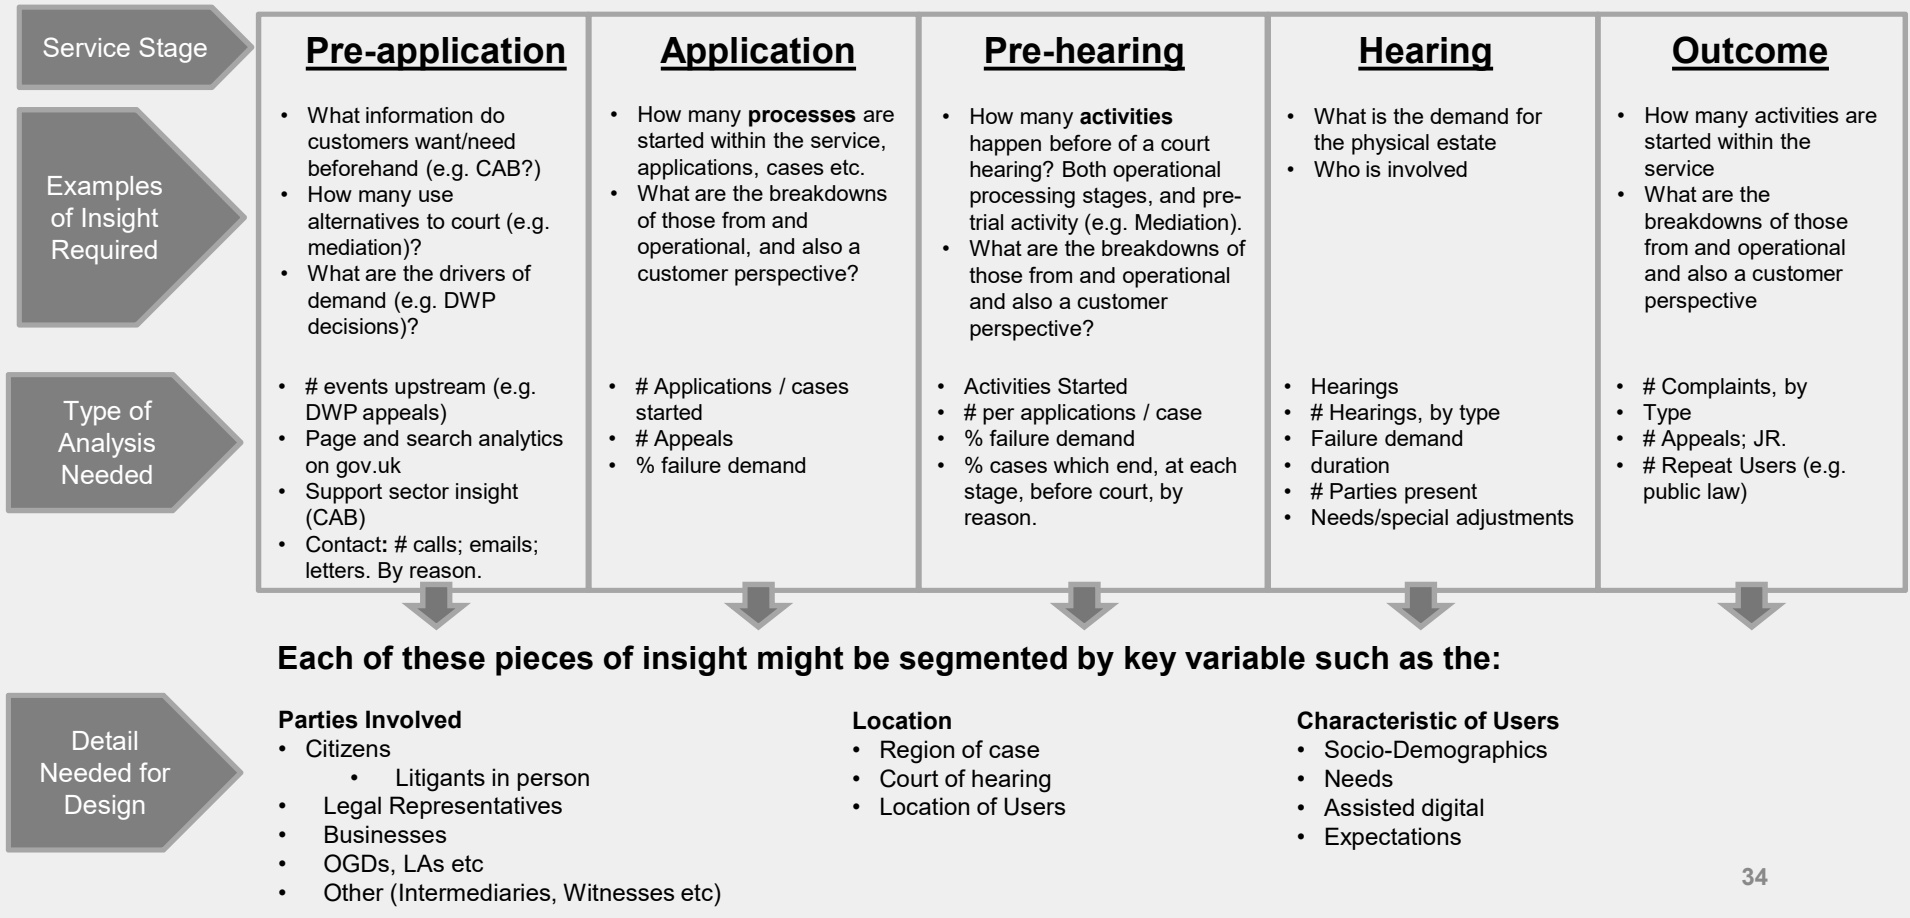 Service Stage
Pre-application
Application
Pre-hearing
Hearing
Outcome
Examples
of Insight
Required
• What information do
customers want/need
beforehand (e.g. CAB?)
• How many use
alternatives to court (e.g.
mediation)?
• What are the drivers of
demand (e.g. DWP
decisions)?
• How many processes are
started within the service,
applications, cases etc.
• What are the breakdowns
of those from and
operational, and also a
customer perspective?
• How many activities
happen before of a court
hearing? Both operational
processing stages, and pre-
trial activity (e.g. Mediation).
• What are the breakdowns of
those from and operational
and also a customer
perspective?
• What is the demand for
the physical estate
• Who is involved
• How many activities are
started within the
service
• What are the
breakdowns of those
from and operational
and also a customer
perspective
Type of
Analysis
Needed
• # events upstream (e.g.
DWP appeals)
• Page and search analytics
on gov.uk
• Support sector insight
(CAB)
• Contact: # calls; emails;
letters. By reason.
• # Applications / cases
started
• # Appeals
• % failure demand
• Activities Started
• # per applications / case
• % failure demand
• % cases which end, at each
stage, before court, by
reason.
• Hearings
• # Hearings, by type
• Failure demand
• duration
• # Parties present
• Needs/special adjustments
• # Complaints, by
• Type
• # Appeals; JR.
• # Repeat Users (e.g.
public law)
Each of these pieces of insight might be segmented by key variable such as the:
Detail
Needed for
Design
Parties Involved
• Citizens
• Litigants in person
• Legal Representatives
• Businesses
• OGDs, LAs etc
• Other (Intermediaries, Witnesses etc)
Location
• Region of case
• Court of hearing
• Location of Users
Characteristic of Users
• Socio-Demographics
• Needs
• Assisted digital
• Expectations
34